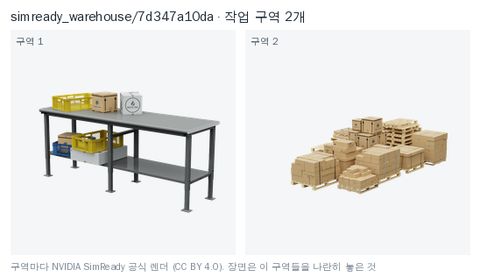 simready_warehouse/7d347a10da · 작업 구역 2개
구역 1
구역 2
구역마다 NVIDIA SimReady 공식 렌더 (CC BY 4.0). 장면은 이 구역들을 나란히 놓은 것